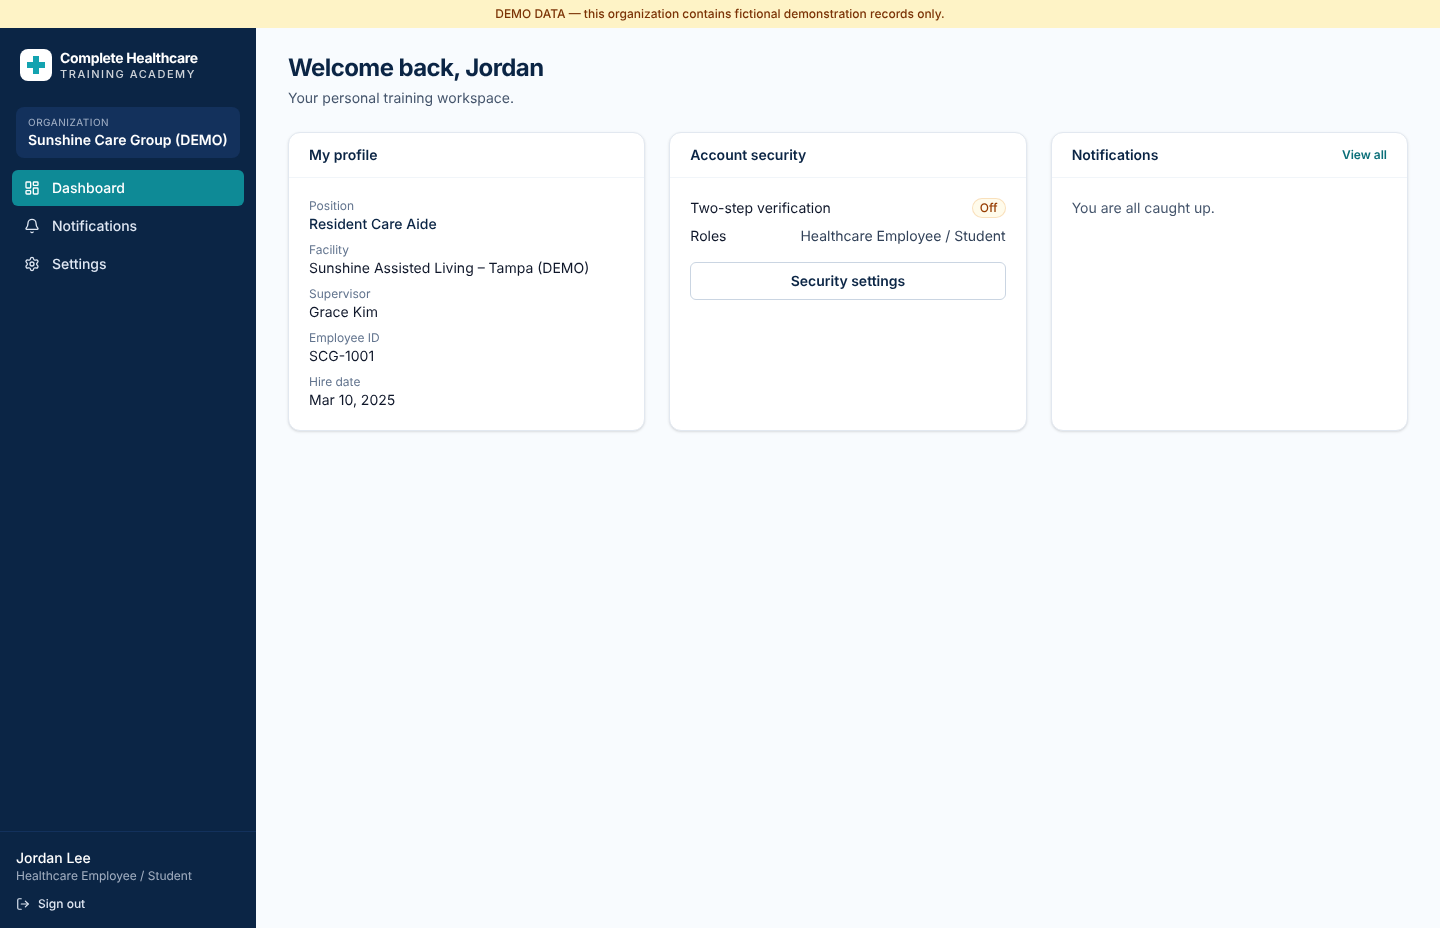 DEMO DATA — this organization contains fictional demonstration records only.
Complete Healthcare
TRAINING ACADEMY
ORGANIZATION
Sunshine Care Group (DEMO)
Dashboard
Notifications
Settings
Jordan Lee
Healthcare Employee / Student
Sign out
Welcome back, Jordan
Your personal training workspace.
My profile
Position
Resident Care Aide
Facility
Sunshine Assisted Living – Tampa (DEMO)
Supervisor
Grace Kim
Employee ID
SCG-1001
Hire date
Mar 10, 2025
Account security
Two-step verification Off
Roles Healthcare Employee / Student
Security settings
Notifications View all
You are all caught up.